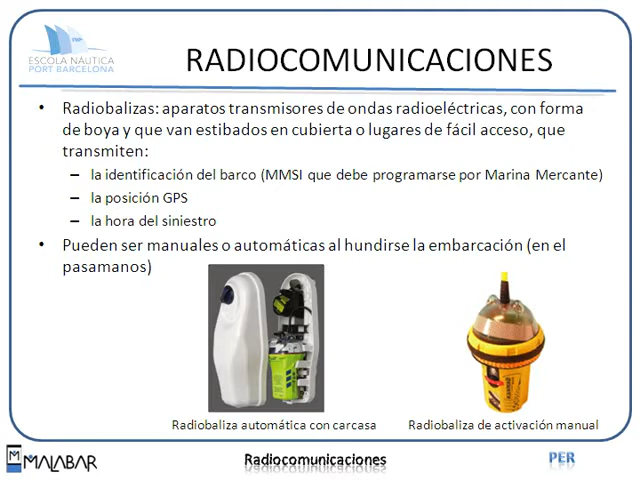 ESCOLA NÁUTICA
PORT BARCELONA
RADIOCOMUNICACIONES
• Radiobalizas: aparatos transmisores de ondas radioeléctricas, con forma
de boya y que van estibados en cubierta o lugares de fácil acceso, que
transmiten:
– la identificación del barco (MMSI que debe programarse por Marina Mercante)
– la posición GPS
– la hora del siniestro
• Pueden ser manuales o automáticas al hundirse la embarcación (en el
pasamanos)
Radiobaliza automática con carcasa
Radiobaliza de activación manual
MALABAR
Radiocomunicaciones
PER